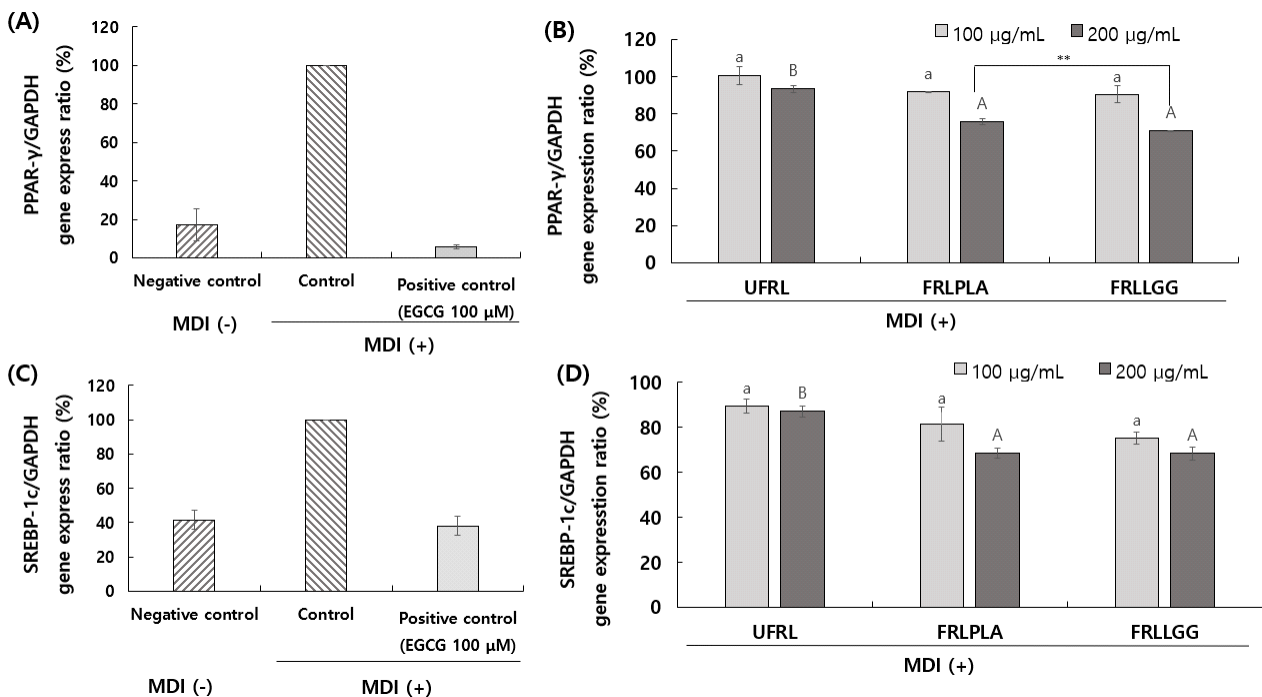 (A)
PPAR-γ/GAPDH
gene express ratio (%)
120
100
80
60
40
20
0
Negative control
Control
Positive control
(EGCG 100 μM)
MDI (-)
MDI (+)
(B)
PPAR-γ/GAPDH
gene expresstion ratio (%)
120
100
80
60
40
20
0
100 μg/mL
200 μg/mL
a
B
a
A
**
a
A
UFRL
FRLPLA
FRLLGG
MDI (+)
(C)
SREBP-1c/GAPDH
gene express ratio (%)
120
100
80
60
40
20
0
Negative control
Control
Positive control
(EGCG 100 μM)
MDI (-)
MDI (+)
(D)
SREBP-1c/GAPDH
gene expresstion ratio (%)
100
80
60
40
20
0
100 μg/mL
200 μg/mL
a
B
a
A
a
A
UFRL
FRLPLA
FRLLGG
MDI (+)